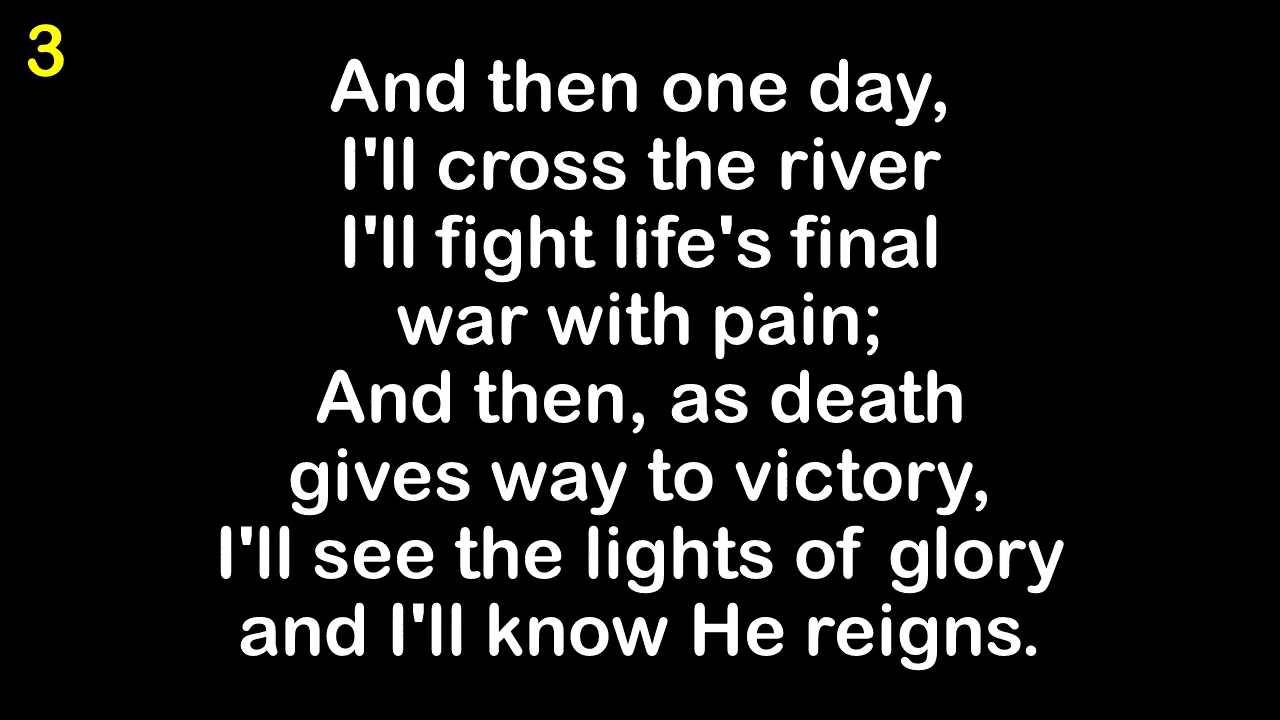 3
And then one day,
I'll cross the river
I'll fight life's final
war with pain;
And then, as death
gives way to victory,
I'll see the lights of glory
and I'll know He reigns.